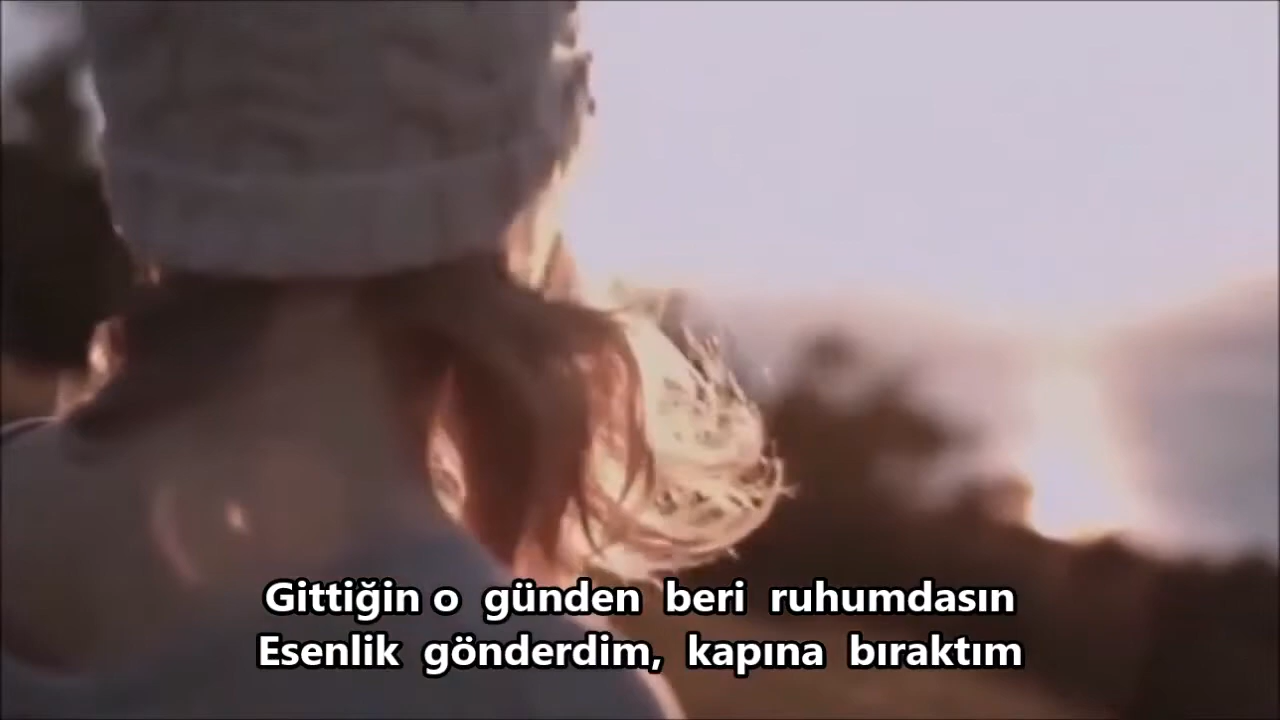 Gittiğin o günden beri ruhumdasın
Esenlik gönderdim, kapına bıraktım